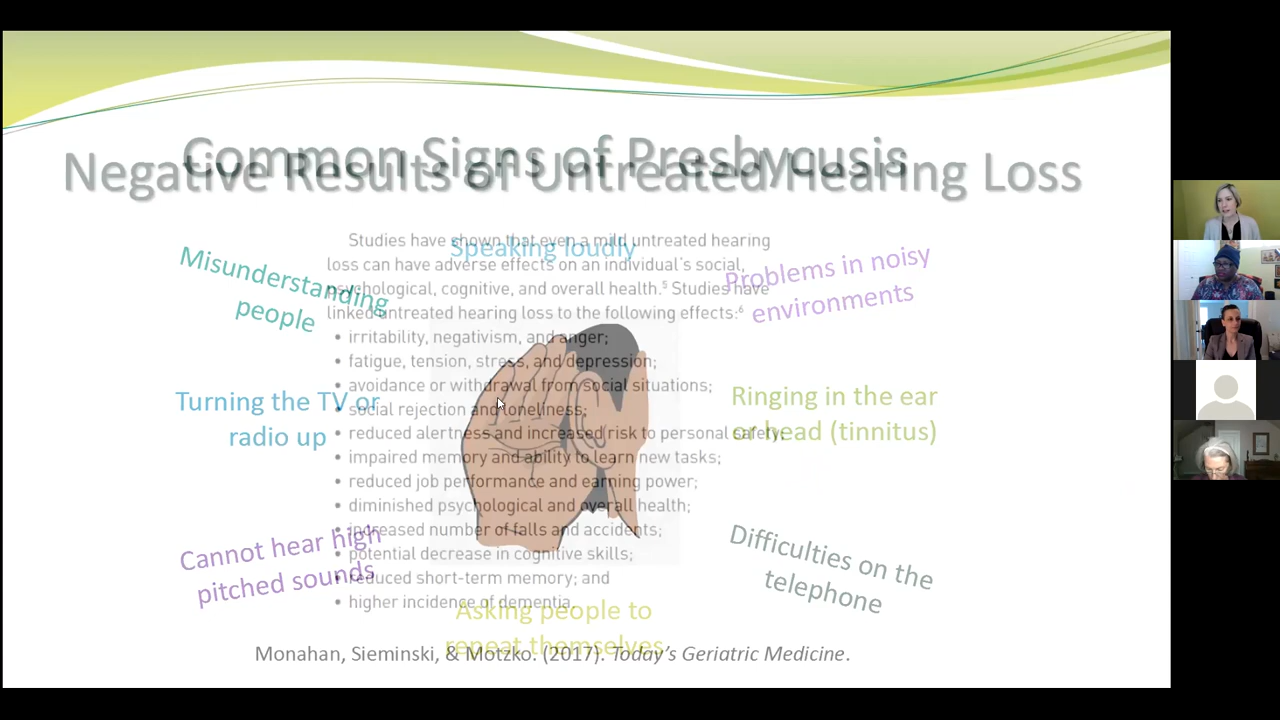 Common Signs of Presbycusis
Negative Results of Untreated Hearing Loss
Speaking loudly
Misunderstanding
people
Problems in noisy
environments
Turning the TV or
radio up
Ringing in the ear
or head (tinnitus)
Cannot hear high
pitched sounds
Difficulties on the
telephone
Asking people to
repeat themselves
Studies have shown that even a mild untreated hearing
loss can have adverse effects on an individual's social,
psychological, cognitive, and overall health.⁵ Studies have
linked untreated hearing loss to the following effects:⁶
• irritability, negativism, and anger;
• fatigue, tension, stress, and depression;
• avoidance or withdrawal from social situations;
• social rejection and loneliness;
• reduced alertness and increased risk to personal safety;
• impaired memory and ability to learn new tasks;
• reduced job performance and earning power;
• diminished psychological and overall health;
• increased number of falls and accidents;
• potential decrease in cognitive skills;
• reduced short-term memory; and
• higher incidence of dementia.
Monahan, Sieminski, & Motzko. (2017). Today's Geriatric Medicine.